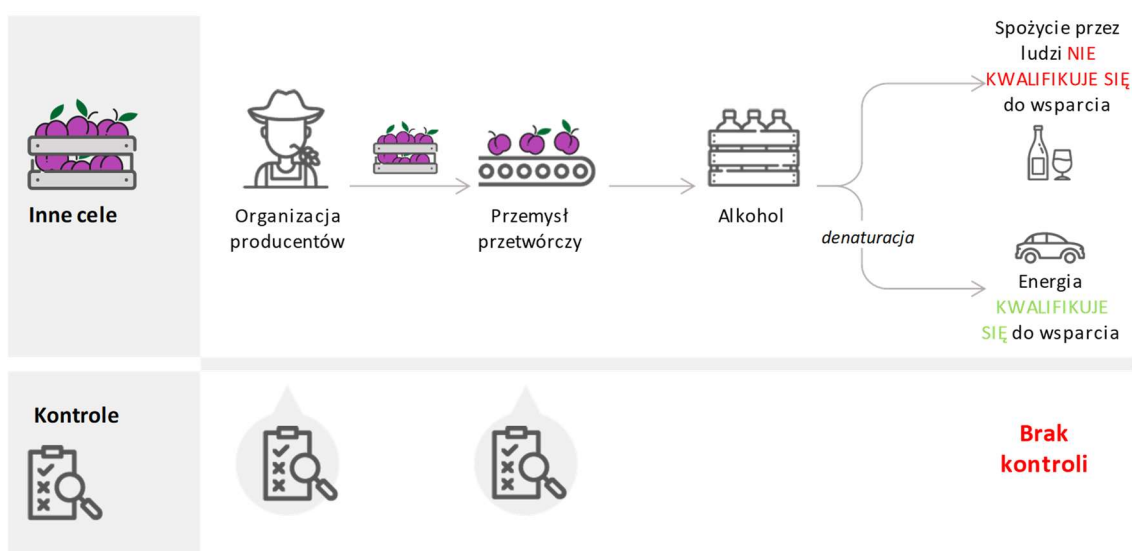 Spożycie przez
ludzi NIE
KWALIFIKUJE SIĘ
do wsparcia
Inne cele
Organizacja
producentów
Przemysł
przetwórczy
Alkohol
denaturacja
Energia
KWALIFIKUJE
SIĘ do wsparcia
Kontrole
Brak
kontroli